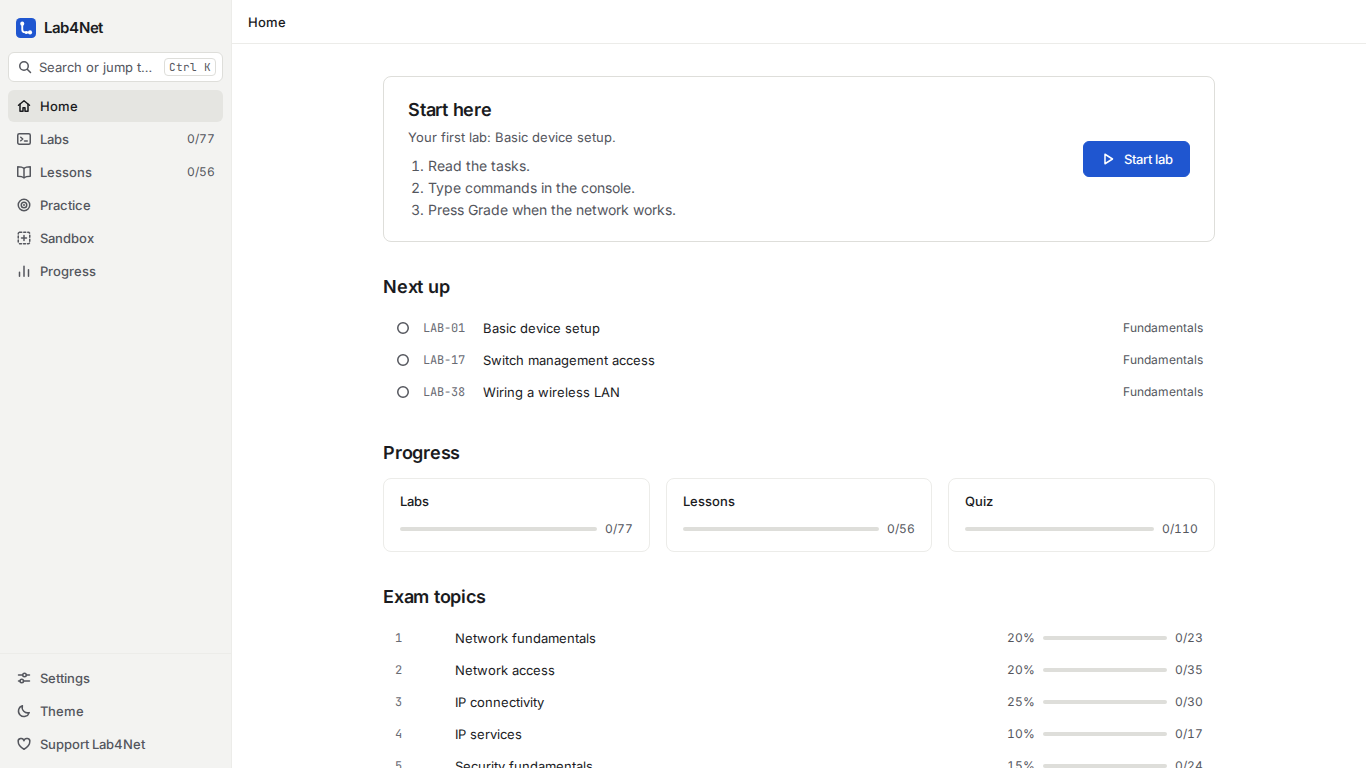 Lab4Net
Search or jump t... Ctrl K
Home
Labs 0/77
Lessons 0/56
Practice
Sandbox
Progress
Settings
Theme
Support Lab4Net
Home
Start here
Your first lab: Basic device setup.
1. Read the tasks.
2. Type commands in the console.
3. Press Grade when the network works.
Start lab
Next up
LAB-01 Basic device setup Fundamentals
LAB-17 Switch management access Fundamentals
LAB-38 Wiring a wireless LAN Fundamentals
Progress
Labs
0/77
Lessons
0/56
Quiz
0/110
Exam topics
1 Network fundamentals 20% 0/23
2 Network access 20% 0/35
3 IP connectivity 25% 0/30
4 IP services 10% 0/17
5 Security fundamentals 15% 0/24